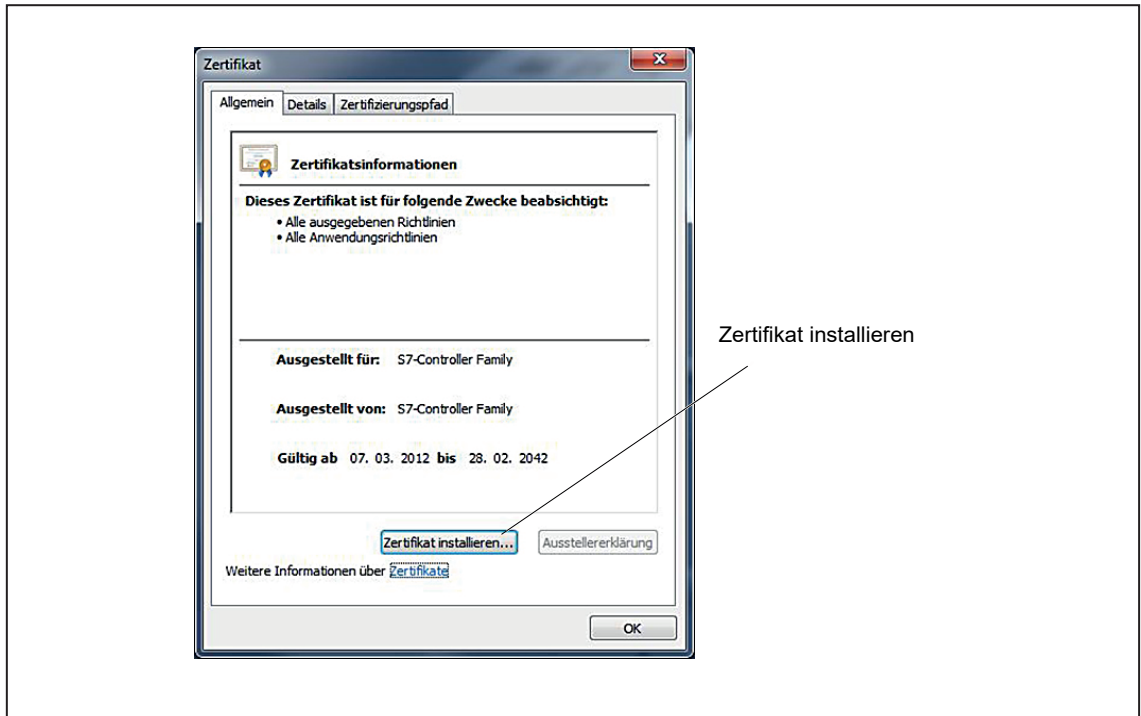 Zertifikat
Allgemein Details Zertifizierungspfad
Zertifikatsinformationen
Dieses Zertifikat ist für folgende Zwecke beabsichtigt:
• Alle ausgegebenen Richtlinien
• Alle Anwendungsrichtlinien
Zertifikat installieren
Ausgestellt für: S7-Controller Family
Ausgestellt von: S7-Controller Family
Gültig ab 07. 03. 2012 bis 28. 02. 2042
Zertifikat installieren... Ausstellererklärung
Weitere Informationen über Zertifikate
OK